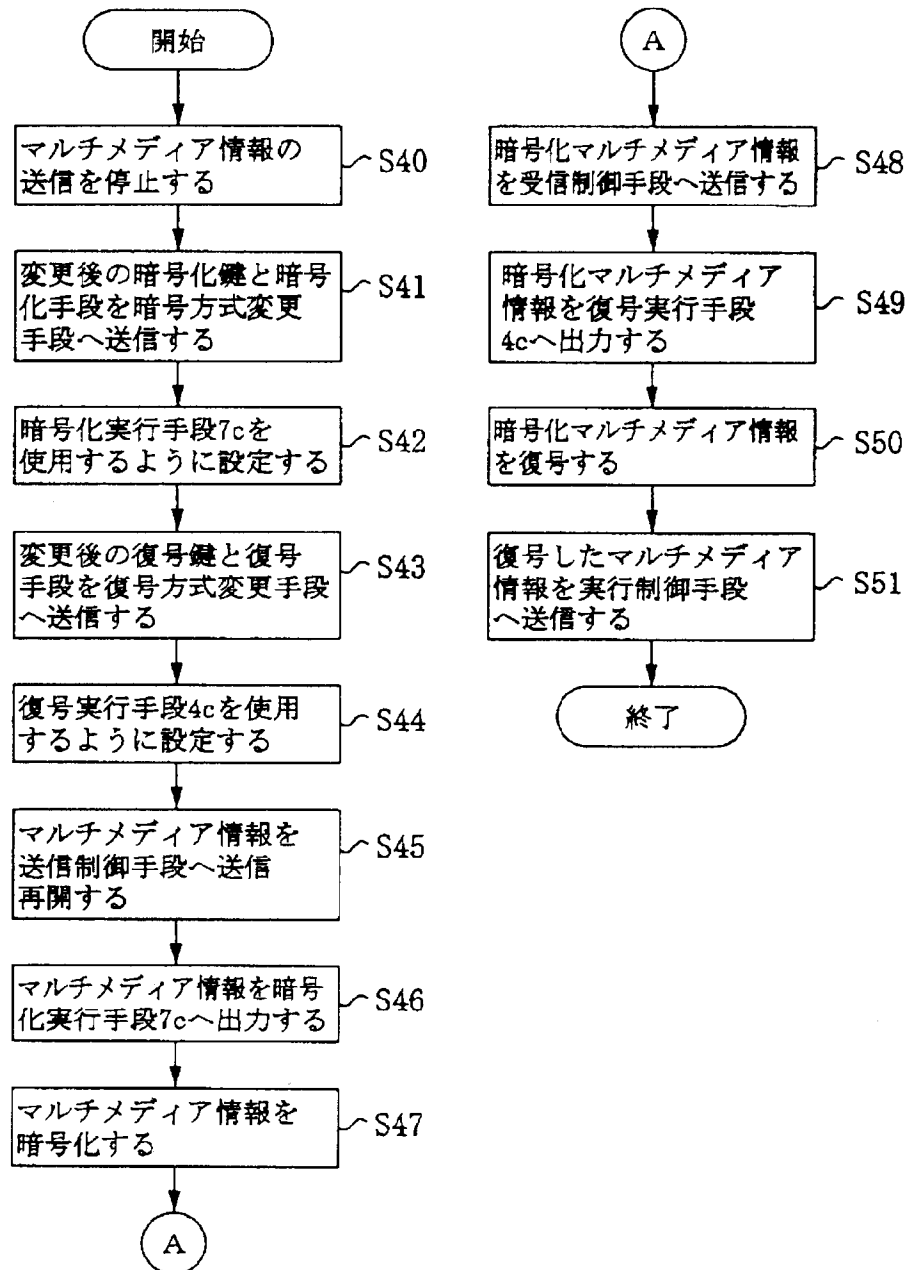 開始
マルチメディア情報の
送信を停止する
S40
変更後の暗号化鍵と暗号
化手段を暗号方式変更
手段へ送信する
S41
暗号化実行手段7cを
使用するように設定する
S42
変更後の復号鍵と復号
手段を復号方式変更手段
へ送信する
S43
復号実行手段4cを使用
するように設定する
S44
マルチメディア情報を
送信制御手段へ送信
再開する
S45
マルチメディア情報を暗号
化実行手段7cへ出力する
S46
マルチメディア情報を
暗号化する
S47
A
A
暗号化マルチメディア情報
を受信制御手段へ送信する
S48
暗号化マルチメディア
情報を復号実行手段
4cへ出力する
S49
暗号化マルチメディア情報
を復号する
S50
復号したマルチメディア
情報を実行制御手段
へ送信する
S51
終了